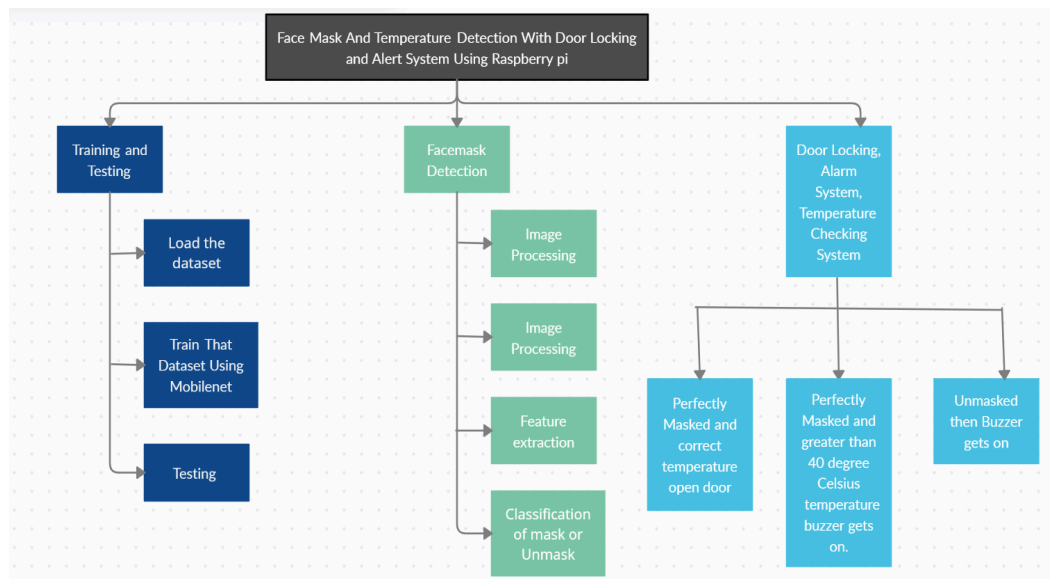 Face Mask And Temperature Detection With Door Locking
and Alert System Using Raspberry pi
Training and
Testing
Load the
dataset
Train That
Dataset Using
Mobilenet
Testing
Facemask
Detection
Image
Processing
Image
Processing
Feature
extraction
Classification
of mask or
Unmask
Door Locking,
Alarm
System,
Temperature
Checking
System
Perfectly
Masked and
correct
temperature
open door
Perfectly
Masked and
greater than
40 degree
Celsius
temperature
buzzer gets
on.
Unmasked
then Buzzer
gets on